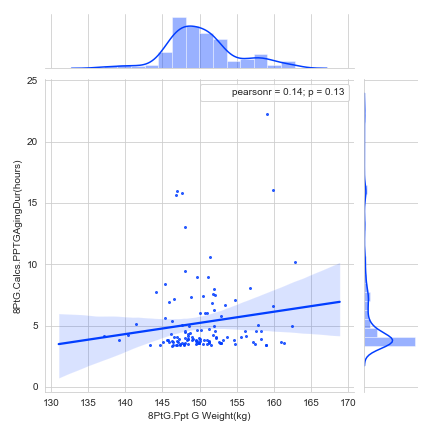 pearsonr = 0.14; p = 0.13
25
20
15
10
5
0
8PtG.Calcs.PPTGAgingDur(hours)
130 135 140 145 150 155 160 165 170
8PtG.Ppt G Weight(kg)